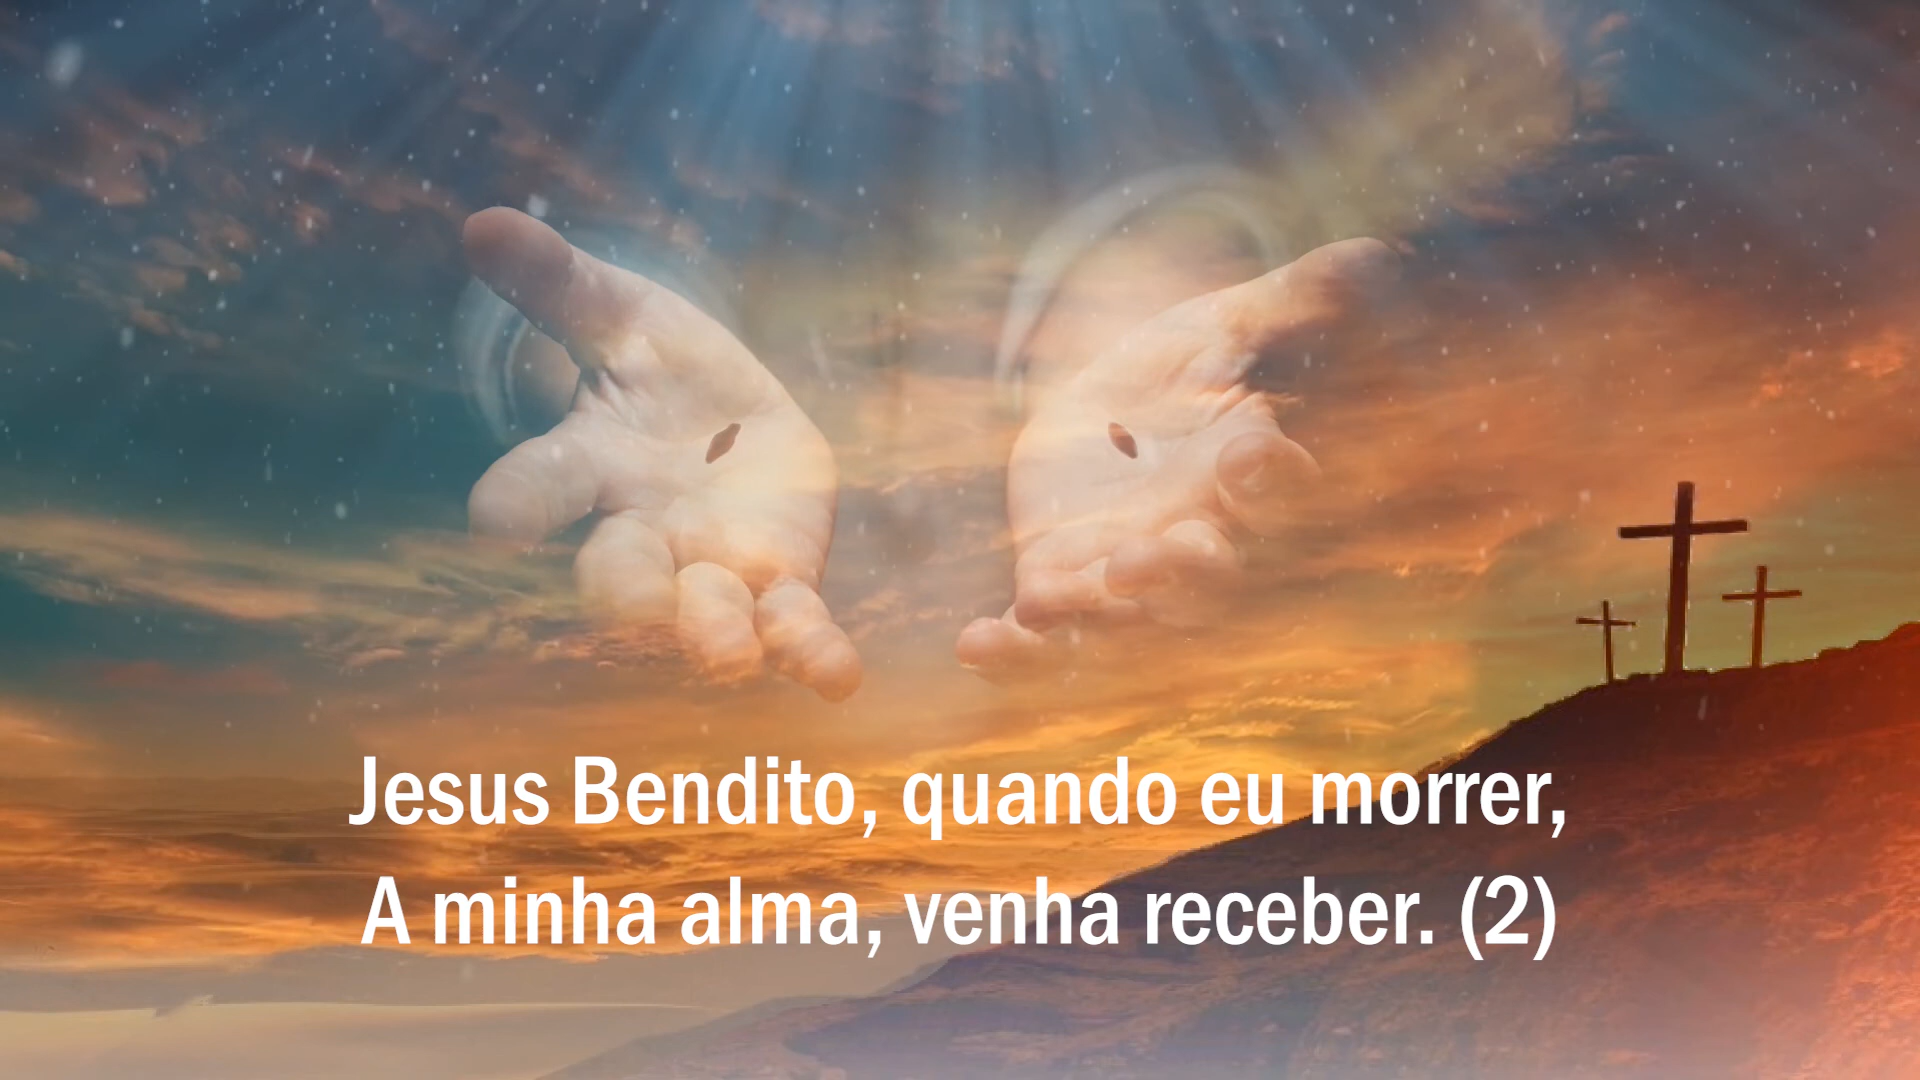 Jesus Bendito, quando eu morrer,
A minha alma, venha receber. (2)